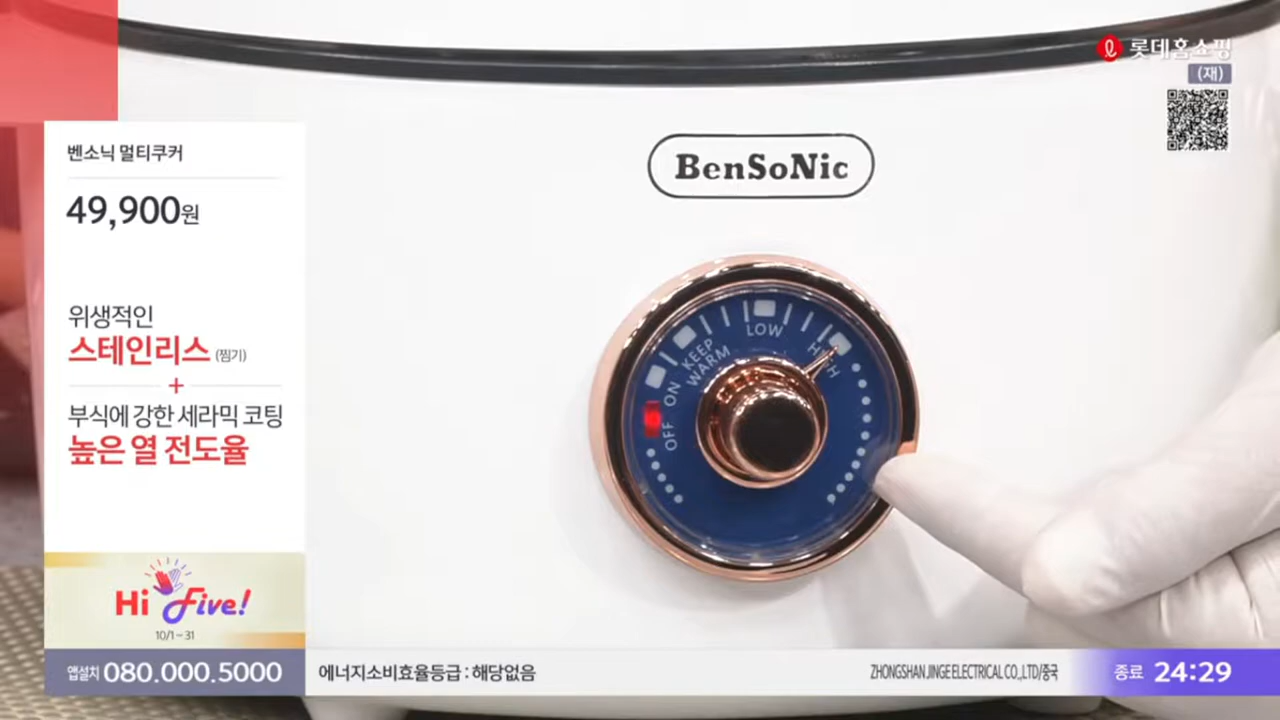 롯데홈쇼핑
(재)
벤소닉 멀티쿠커
49,900원
위생적인
스테인리스 (찜기)
+
부식에 강한 세라믹 코팅
높은 열 전도율
Hi Five!
10/1~31
앱설치 080.000.5000
BenSoNic
OFF
ON
KEEP
WARM
LOW
HIGH
에너지소비효율등급 : 해당없음
ZHONGSHAN JINGE ELECTRICAL CO.,LTD/중국
종료 24:29